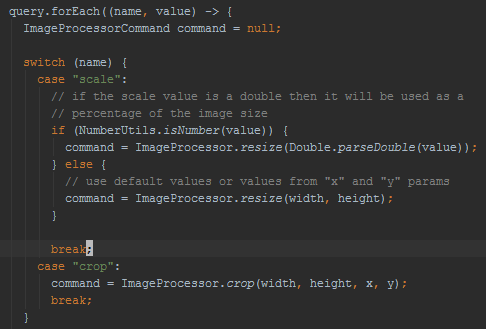 query.forEach((name, value) -> {
  ImageProcessorCommand command = null;

  switch (name) {
    case "scale":
      // if the scale value is a double then it will be used as a
      // percentage of the image size
      if (NumberUtils.isNumber(value)) {
        command = ImageProcessor.resize(Double.parseDouble(value));
      } else {
        // use default values or values from "x" and "y" params
        command = ImageProcessor.resize(width, height);
      }

      break;
    case "crop":
      command = ImageProcessor.crop(width, height, x, y);
      break;
  }